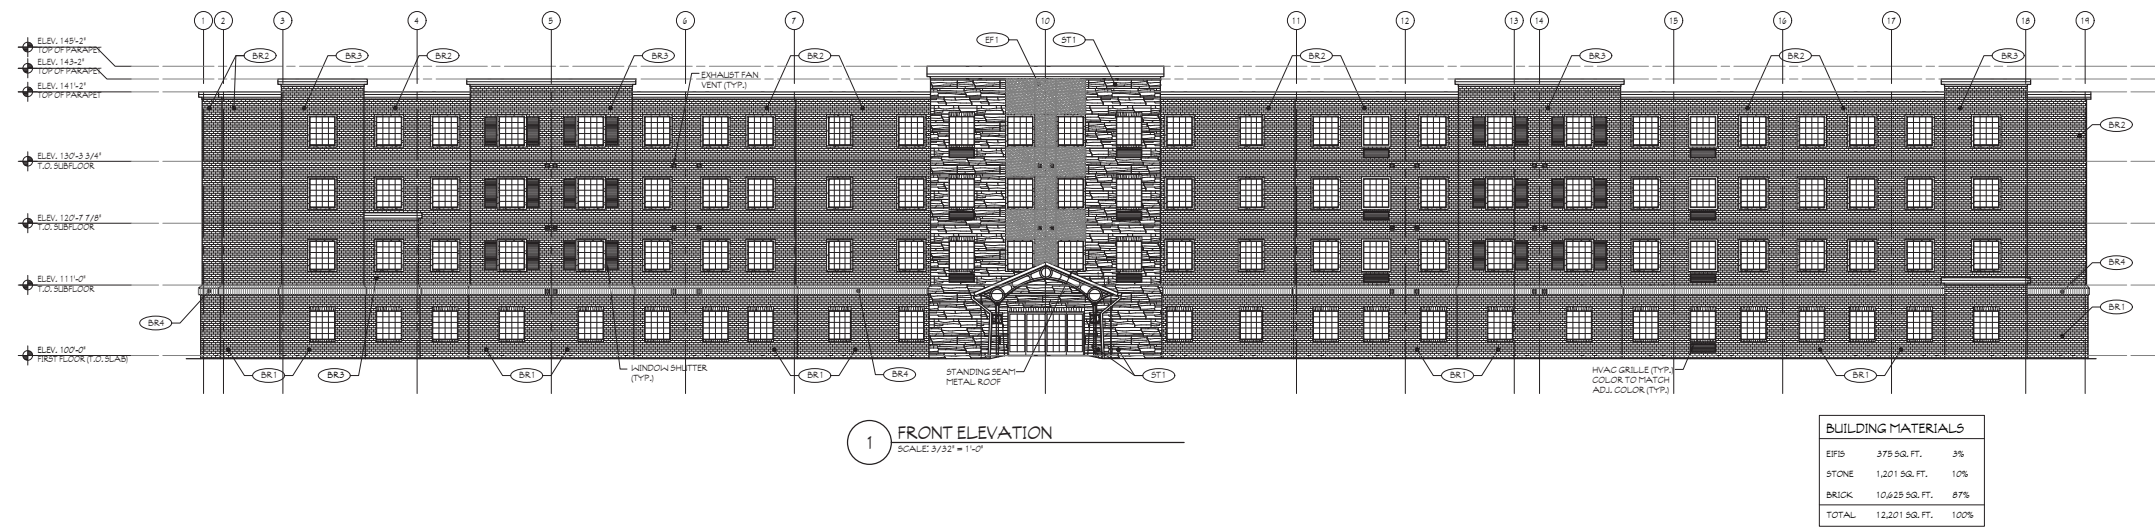 1 2 3 4 5 6 7 10 11 12 13 14 15 16 17 18 19
ELEV. 145'-2"
TOP OF PARAPET
ELEV. 143'-2"
TOP OF PARAPET
ELEV. 141'-2"
TOP OF PARAPET
BR2 BR3 BR2 BR3 BR2 EF1 ST1 BR2 BR3 BR2 BR3
EXHAUST FAN
VENT (TYP.)
BR2
ELEV. 130'-3 3/4"
T.O. SUBFLOOR
ELEV. 120'-7 7/8"
T.O. SUBFLOOR
BR4
ELEV. 111'-0"
T.O. SUBFLOOR
BR1
BR4
ELEV. 100'-0"
FIRST FLOOR (T.O. SLAB)
BR1 BR3 BR1 BR1 BR4 ST1 BR1 BR1
WINDOW SHUTTER
(TYP.)
STANDING SEAM
METAL ROOF
HVAC GRILLE (TYP.)
COLOR TO MATCH
ADJ. COLOR (TYP.)
1 FRONT ELEVATION
SCALE: 3/32" = 1'-0"
BUILDING MATERIALS
EIFIS 375 SQ. FT. 3%
STONE 1,201 SQ. FT. 10%
BRICK 10,625 SQ. FT. 87%
TOTAL 12,201 SQ. FT. 100%